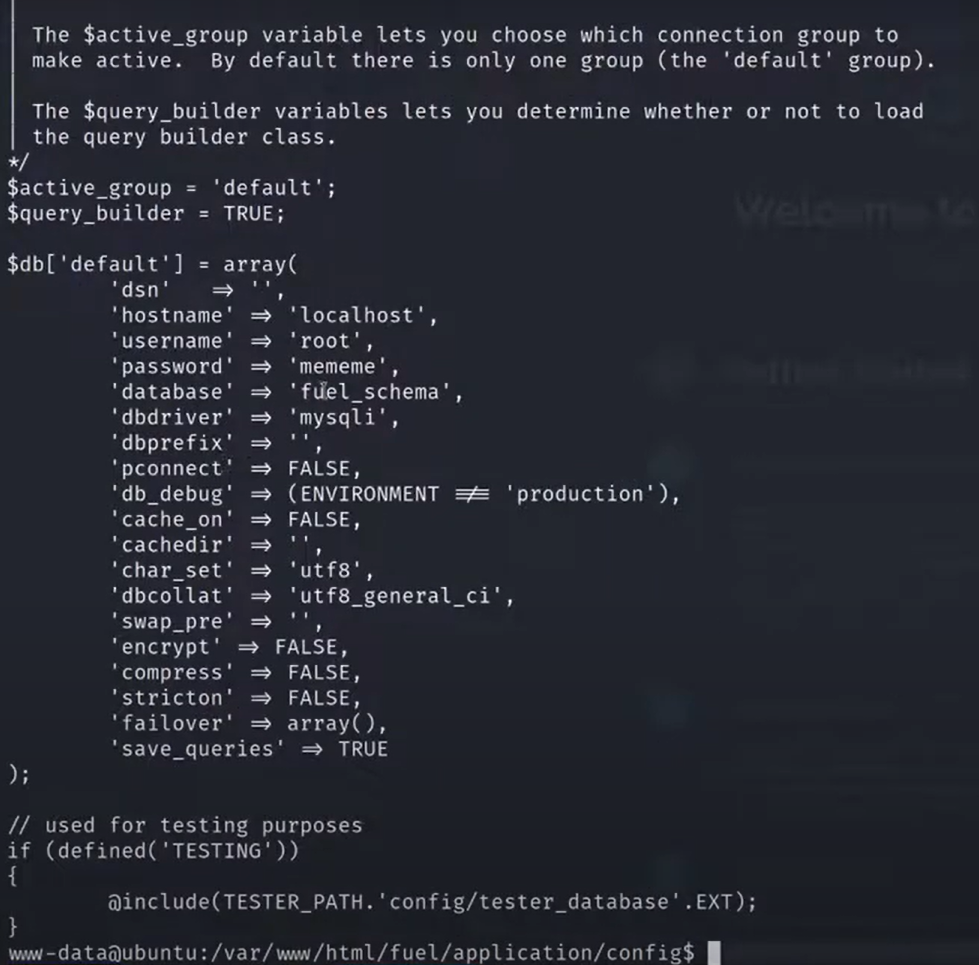 | The $active_group variable lets you choose which connection group to
| make active.  By default there is only one group (the 'default' group).
|
| The $query_builder variables lets you determine whether or not to load
| the query builder class.
*/
$active_group = 'default';
$query_builder = TRUE;

$db['default'] = array(
        'dsn'   => '',
        'hostname' => 'localhost',
        'username' => 'root',
        'password' => 'mememe',
        'database' => 'fuel_schema',
        'dbdriver' => 'mysqli',
        'dbprefix' => '',
        'pconnect' => FALSE,
        'db_debug' => (ENVIRONMENT !== 'production'),
        'cache_on' => FALSE,
        'cachedir' => '',
        'char_set' => 'utf8',
        'dbcollat' => 'utf8_general_ci',
        'swap_pre' => '',
        'encrypt' => FALSE,
        'compress' => FALSE,
        'stricton' => FALSE,
        'failover' => array(),
        'save_queries' => TRUE
);

// used for testing purposes
if (defined('TESTING'))
{
        @include(TESTER_PATH.'config/tester_database'.EXT);
}
www-data@ubuntu:/var/www/html/fuel/application/config$
Welcome to